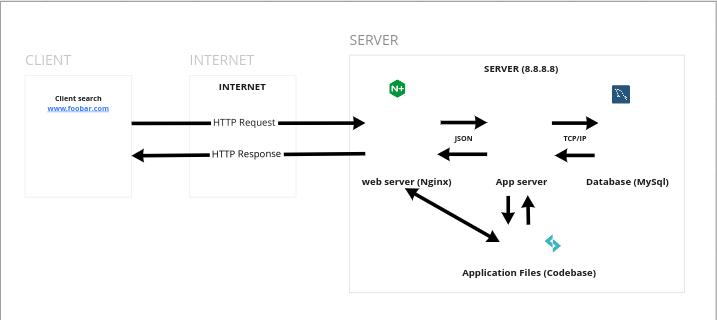 SERVER
CLIENT
INTERNET
SERVER (8.8.8.8)
INTERNET
N+
Client search
www.foobar.com
HTTP Request
JSON
TCP/IP
HTTP Response
web server (Nginx)
App server
Database (MySql)
Application Files (Codebase)